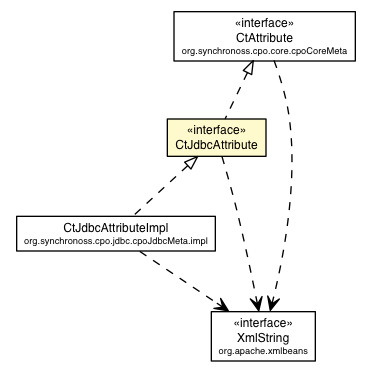 «interface»
CtAttribute
org.synchronoss.cpo.core.cpoCoreMeta
«interface»
CtJdbcAttribute
CtJdbcAttributeImpl
org.synchronoss.cpo.jdbc.cpoJdbcMeta.impl
«interface»
XmlString
org.apache.xmlbeans